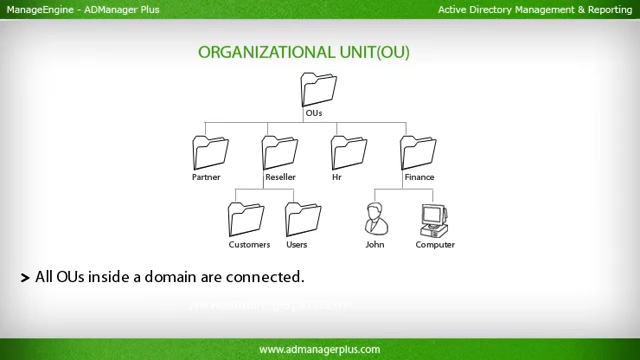 ManageEngine - ADManager Plus
Active Directory Management & Reporting
ORGANIZATIONAL UNIT(OU)
OUs
Partner
Reseller
Hr
Finance
Customers
Users
John
Computer
> All OUs inside a domain are connected.
www.admanagerplus.com